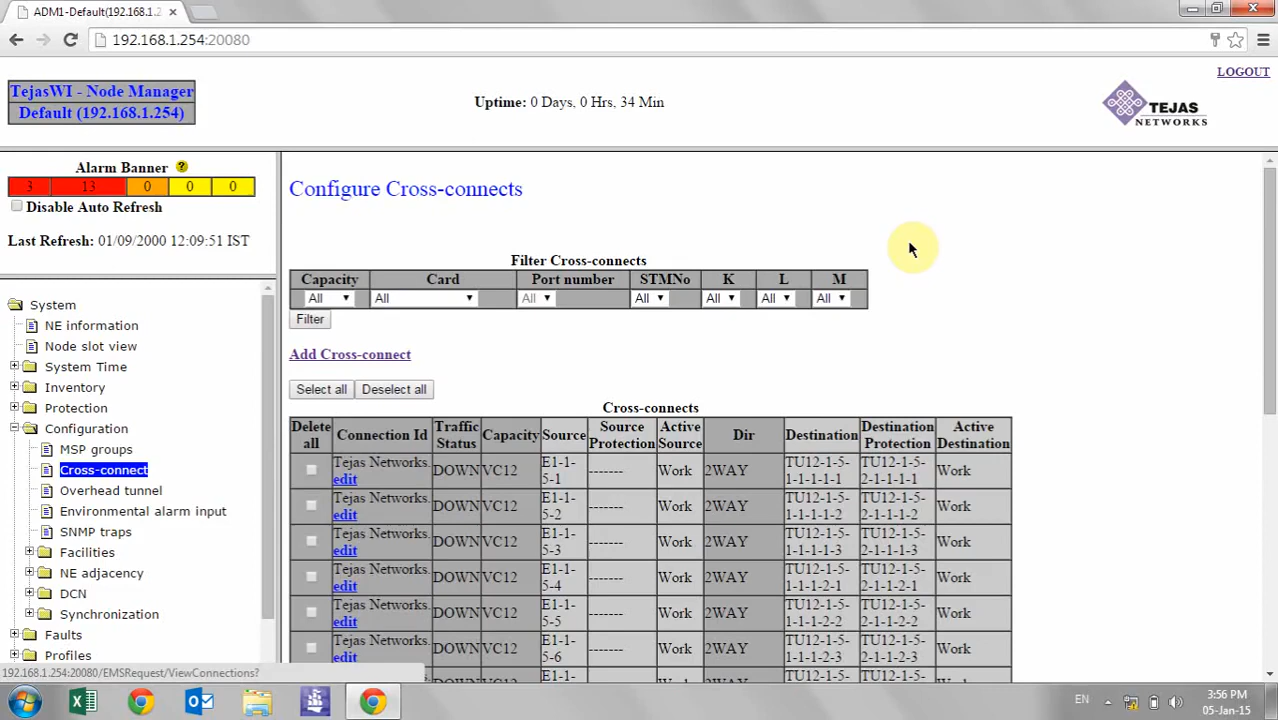 ADM1-Default(192.168.1.2
192.168.1.254:20080
LOGOUT
TejasWI - Node Manager
Default (192.168.1.254)
Uptime: 0 Days, 0 Hrs, 34 Min
TEJAS
NETWORKS
Alarm Banner ?
3 13 0 0 0
Disable Auto Refresh
Last Refresh: 01/09/2000 12:09:51 IST
System
NE information
Node slot view
System Time
Inventory
Protection
Configuration
MSP groups
Cross-connect
Overhead tunnel
Environmental alarm input
SNMP traps
Facilities
NE adjacency
DCN
Synchronization
Faults
Profiles
192.168.1.254:20080/EMSRequest/ViewConnections?
Configure Cross-connects
Filter Cross-connects
Capacity Card Port number STMNo K L M
All All All All All All All
Filter
Add Cross-connect
Select all Deselect all
Cross-connects
Delete all Connection Id Traffic Status Capacity Source Source Protection Active Source Dir Destination Destination Protection Active Destination
Tejas Networks. edit DOWN VC12 E1-1-5-1 ------- Work 2WAY TU12-1-5-1-1-1-1-1 TU12-1-5-2-1-1-1-1 Work
Tejas Networks. edit DOWN VC12 E1-1-5-2 ------- Work 2WAY TU12-1-5-1-1-1-1-2 TU12-1-5-2-1-1-1-2 Work
Tejas Networks. edit DOWN VC12 E1-1-5-3 ------- Work 2WAY TU12-1-5-1-1-1-1-3 TU12-1-5-2-1-1-1-3 Work
Tejas Networks. edit DOWN VC12 E1-1-5-4 ------- Work 2WAY TU12-1-5-1-1-1-2-1 TU12-1-5-2-1-1-2-1 Work
Tejas Networks. edit DOWN VC12 E1-1-5-5 ------- Work 2WAY TU12-1-5-1-1-1-2-2 TU12-1-5-2-1-1-2-2 Work
Tejas Networks. edit DOWN VC12 E1-1-5-6 ------- Work 2WAY TU12-1-5-1-1-1-2-3 TU12-1-5-2-1-1-2-3 Work
EN
3:56 PM
05-Jan-15